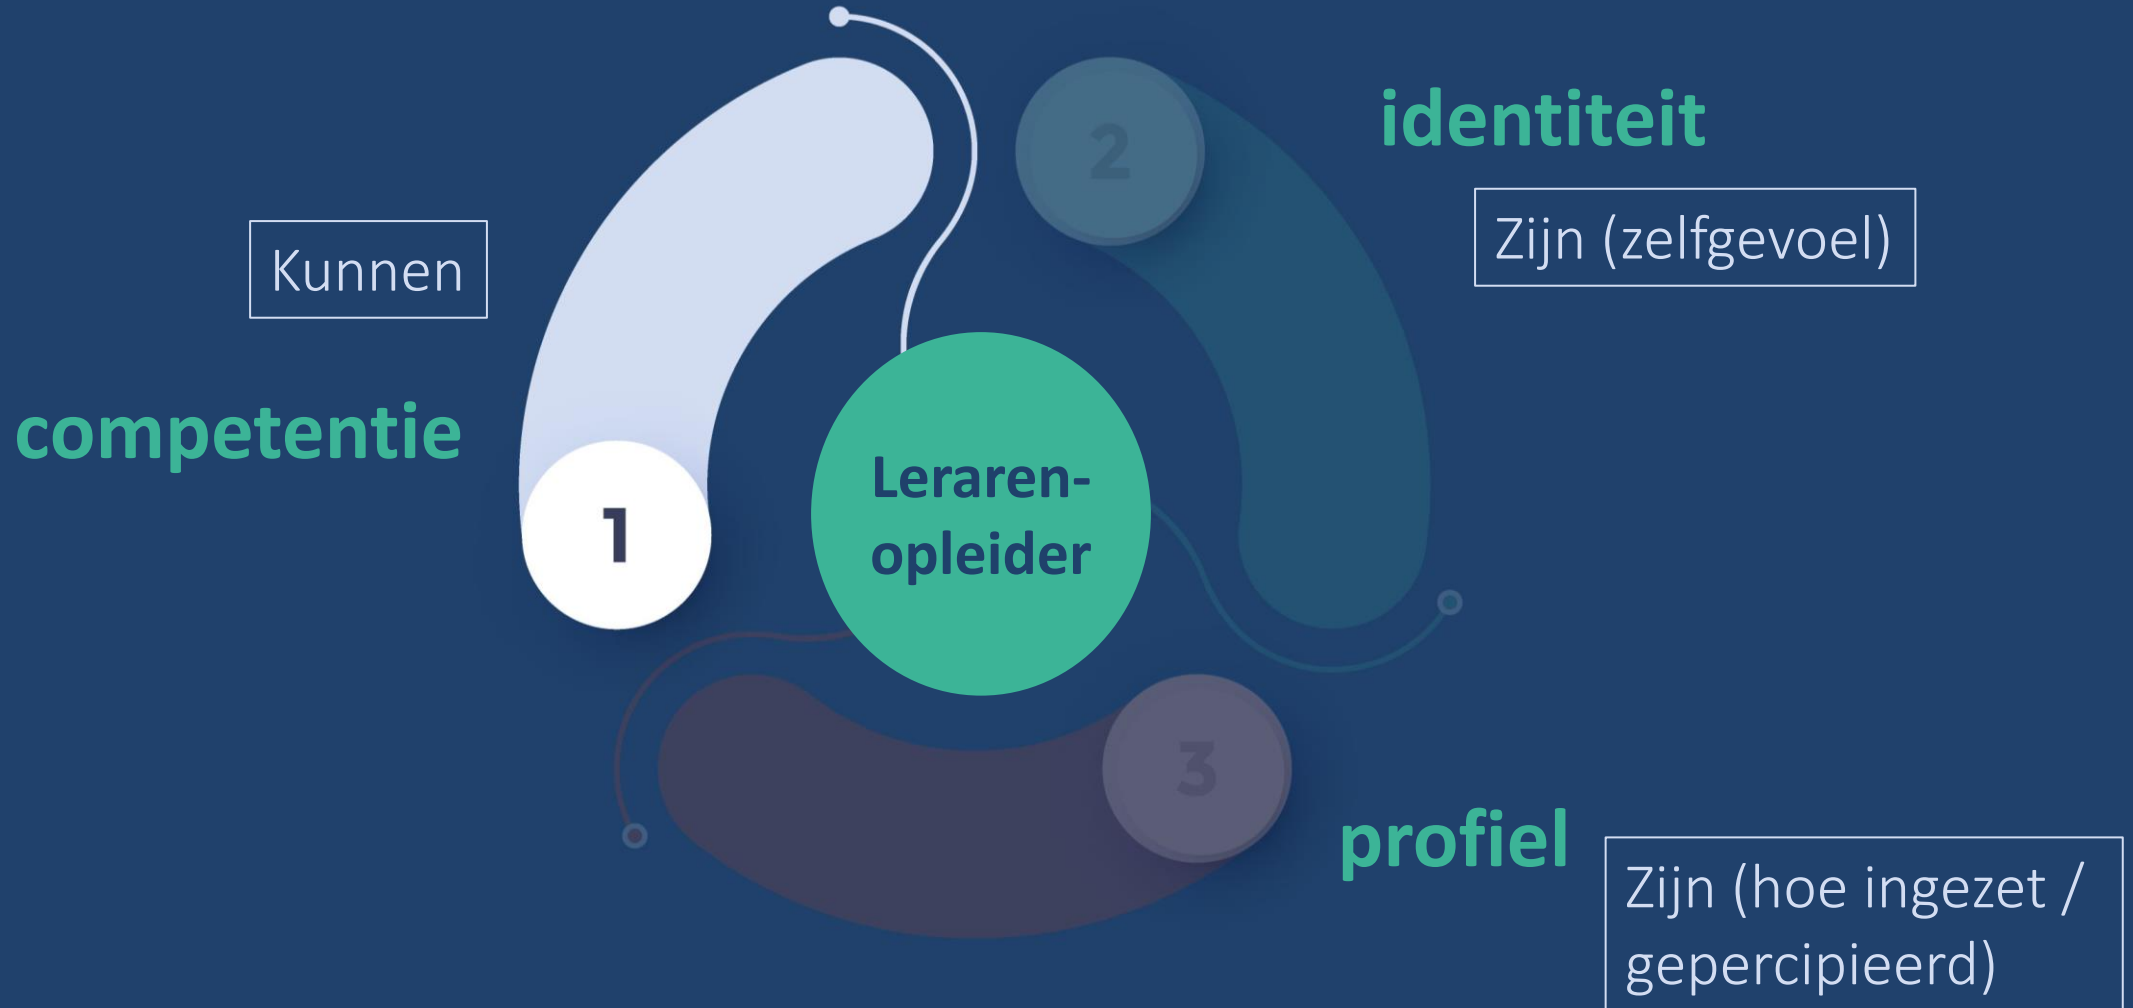 identiteit
2
Zijn (zelfgevoel)
Kunnen
competentie
Leraren-
opleider
1
3
profiel
Zijn (hoe ingezet /
gepercipieerd)